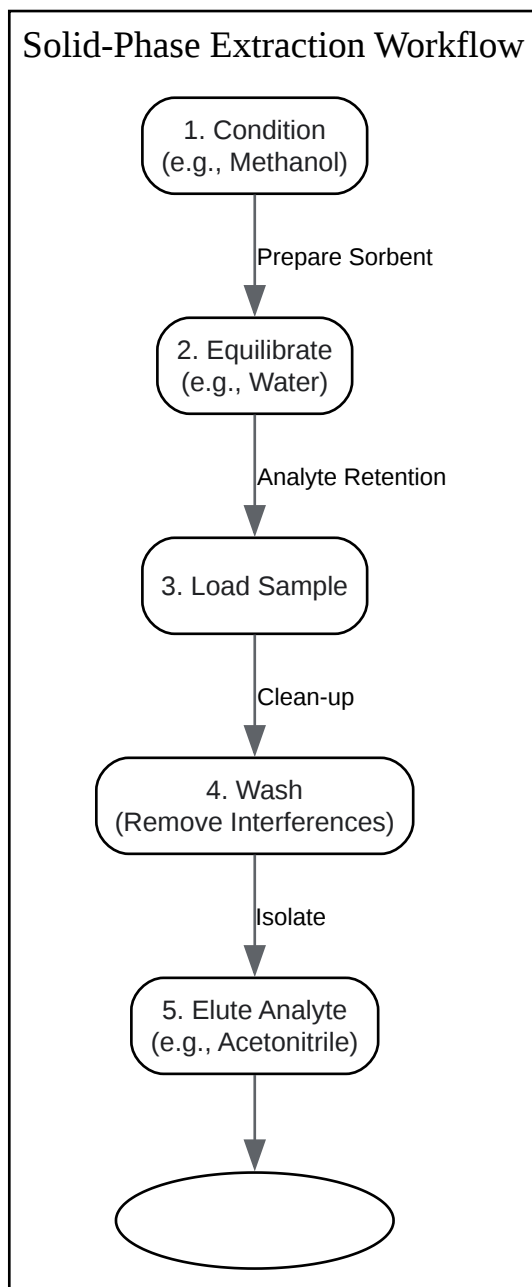 Solid-Phase Extraction Workflow
1. Condition
(e.g., Methanol)
Prepare Sorbent
2. Equilibrate
(e.g., Water)
Analyte Retention
3. Load Sample
Clean-up
4. Wash
(Remove Interferences)
Isolate
5. Elute Analyte
(e.g., Acetonitrile)